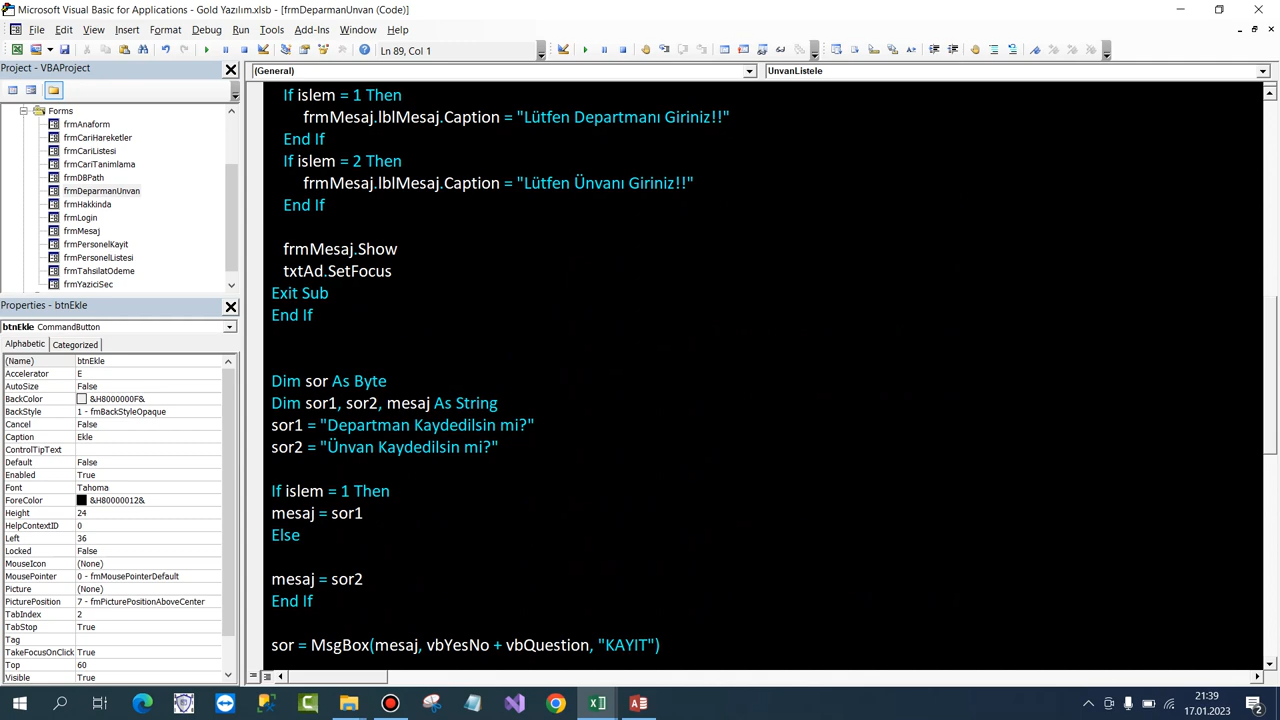 Microsoft Visual Basic for Applications - Gold Yazılım.xlsb - [frmDeparmanUnvan (Code)]
File Edit View Insert Format Debug Run Tools Add-Ins Window Help
Ln 89, Col 1
Project - VBAProject
(General)
UnvanListele
Forms
frmAnaform
frmCariHareketler
frmCariListesi
frmCariTanimlama
frmDBPath
frmDeparmanUnvan
frmHakkinda
frmLogin
frmMesaj
frmPersonelKayit
frmPersonelListesi
frmTahsilatOdeme
frmYaziciSec
Properties - btnEkle
btnEkle CommandButton
Alphabetic Categorized
(Name) btnEkle
Accelerator E
AutoSize False
BackColor &H8000000F&
BackStyle 1 - fmBackStyleOpaque
Cancel False
Caption Ekle
ControlTipText
Default False
Enabled True
Font Tahoma
ForeColor &H80000012&
Height 24
HelpContextID 0
Left 36
Locked False
MouseIcon (None)
MousePointer 0 - fmMousePointerDefault
Picture (None)
PicturePosition 7 - fmPicturePositionAboveCenter
TabIndex 2
TabStop True
Tag
TakeFocusOnClick True
Top 60
Visible True
If islem = 1 Then
frmMesaj.lblMesaj.Caption = "Lütfen Departmanı Giriniz!!"
End If
If islem = 2 Then
frmMesaj.lblMesaj.Caption = "Lütfen Ünvanı Giriniz!!"
End If
frmMesaj.Show
txtAd.SetFocus
Exit Sub
End If
Dim sor As Byte
Dim sor1, sor2, mesaj As String
sor1 = "Departman Kaydedilsin mi?"
sor2 = "Ünvan Kaydedilsin mi?"
If islem = 1 Then
mesaj = sor1
Else
mesaj = sor2
End If
sor = MsgBox(mesaj, vbYesNo + vbQuestion, "KAYIT")
21:39
17.01.2023
2